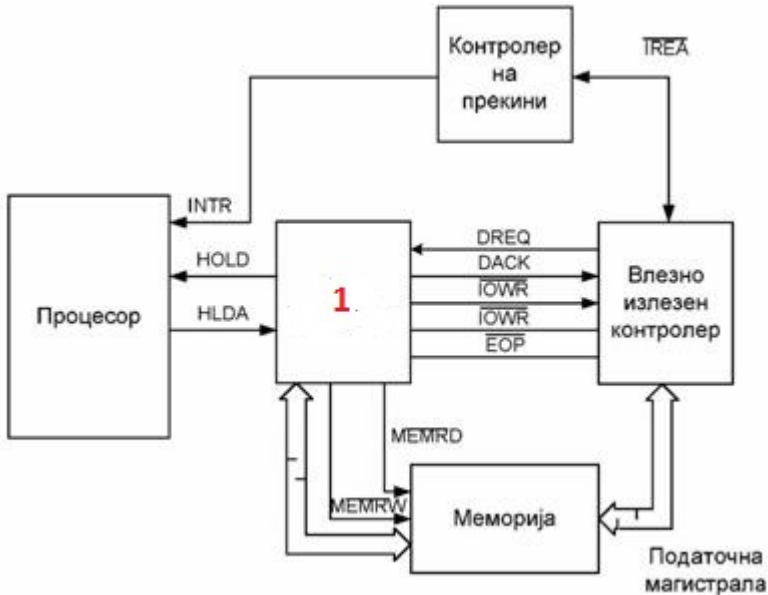 Контролер
на
прекини
IREA
INTR
HOLD
HLDA
Процесор
1
DREQ
DACK
IOWR
IOWR
EOP
Влезно
излезен
контролер
MEMRD
MEMRW
Меморија
Податочна
магистрала